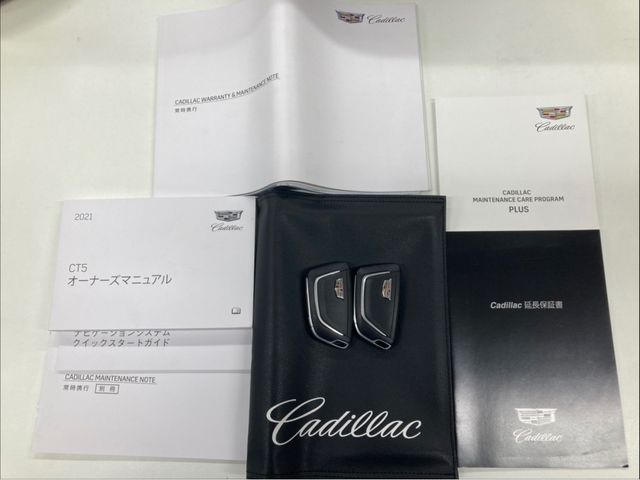 Cadillac
CADILLAC WARRANTY & MAINTENANCE NOTE
常時携行
Cadillac
CADILLAC
MAINTENANCE CARE PROGRAM
PLUS
2021
Cadillac
CT5
オーナーズマニュアル
ナビゲーションシステム
クイックスタートガイド
CADILLAC MAINTENANCE NOTE
常時携行 別冊
Cadillac
Cadillac 延長保証書
Cadillac